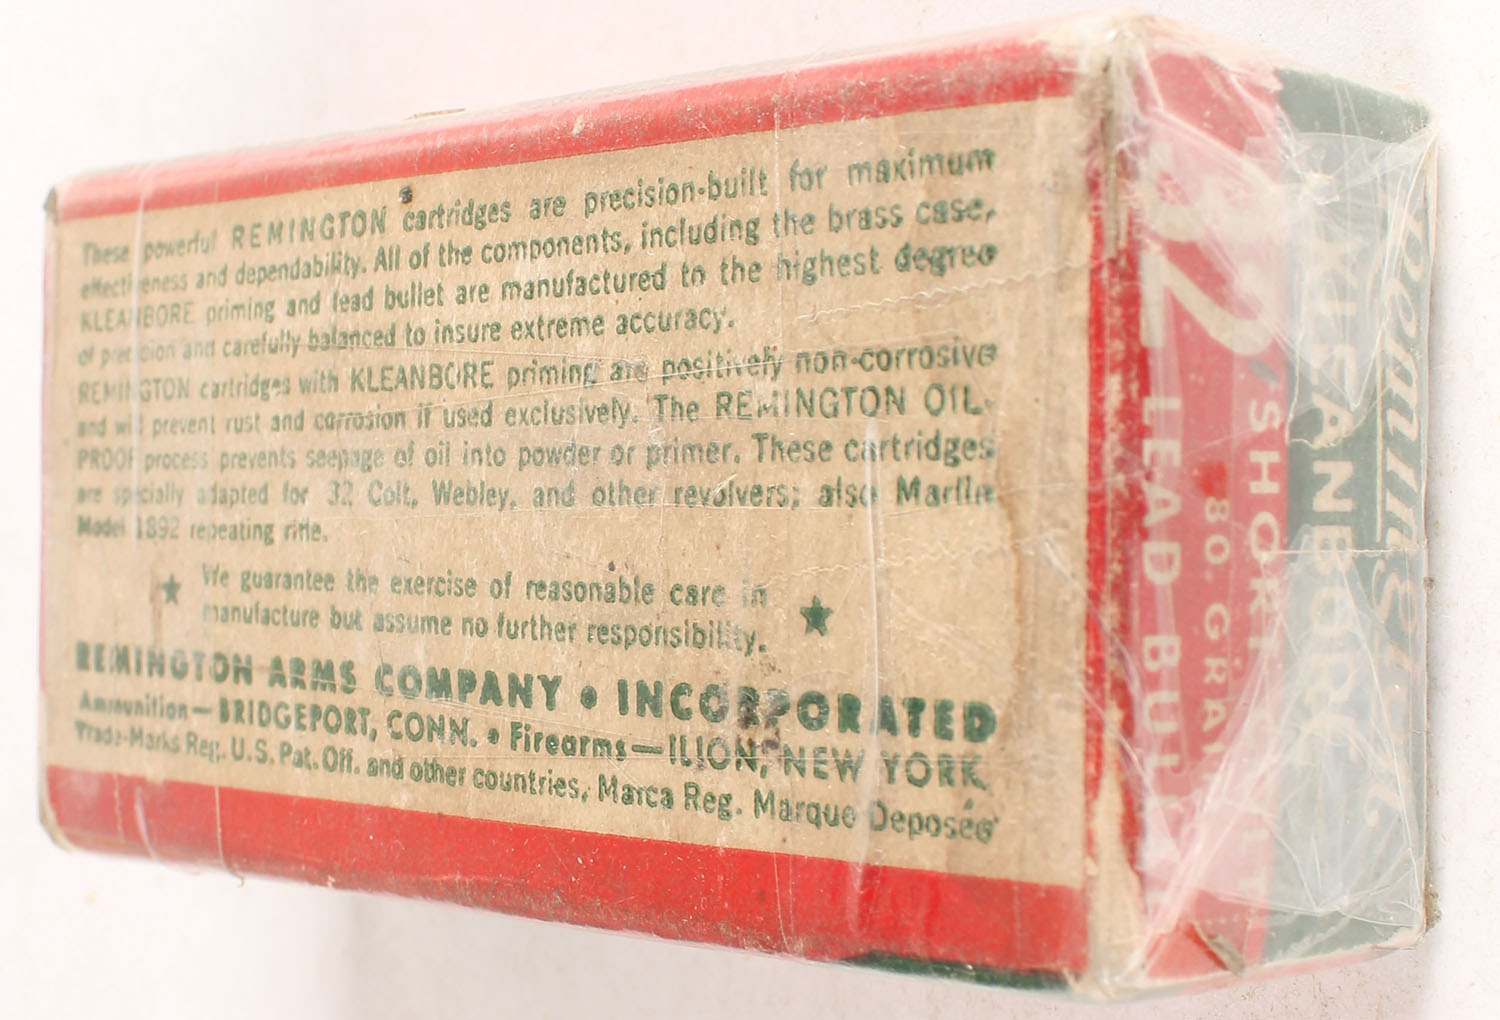 These powerful REMINGTON cartridges are precision-built for maximum
effectiveness and dependability. All of the components, including the brass case,
KLEANBORE priming and lead bullet are manufactured to the highest degree
of precision and carefully balanced to insure extreme accuracy.
REMINGTON cartridges with KLEANBORE priming are positively non-corrosive
and will prevent rust and corrosion if used exclusively. The REMINGTON OIL-
PROOF process prevents seepage of oil into powder or primer. These cartridges
are specially adapted for 32 Colt, Webley, and other revolvers; also Marlin
Model 1892 repeating rifle.
★ We guarantee the exercise of reasonable care in ★
manufacture but assume no further responsibility.
REMINGTON ARMS COMPANY • INCORPORATED
Ammunition—BRIDGEPORT, CONN. • Firearms—ILION, NEW YORK
Trade-Marks Reg. U.S. Pat. Off. and other countries, Marca Reg. Marque Deposée
Remington
KLEANBORE
32 SHORT COLT
80 GRAIN
LEAD BULLET